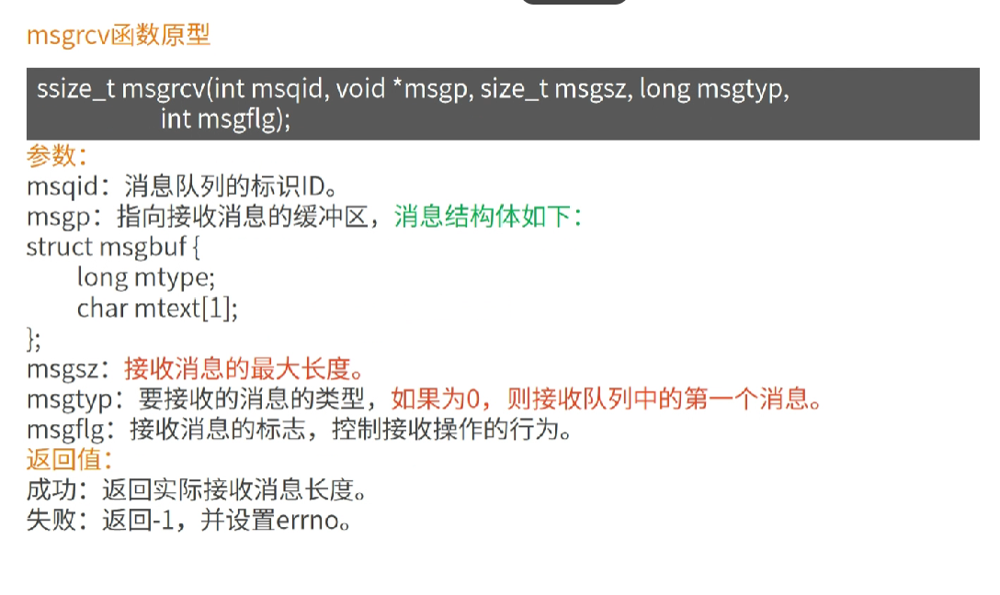 msgrcv函数原型
ssize_t msgrcv(int msqid, void *msgp, size_t msgsz, long msgtyp,
int msgflg);
参数：
msqid：消息队列的标识ID。
msgp：指向接收消息的缓冲区，消息结构体如下：
struct msgbuf {
long mtype;
char mtext[1];
};
msgsz：接收消息的最大长度。
msgtyp：要接收的消息的类型，如果为0，则接收队列中的第一个消息。
msgflg：接收消息的标志，控制接收操作的行为。
返回值：
成功：返回实际接收消息长度。
失败：返回-1，并设置errno。